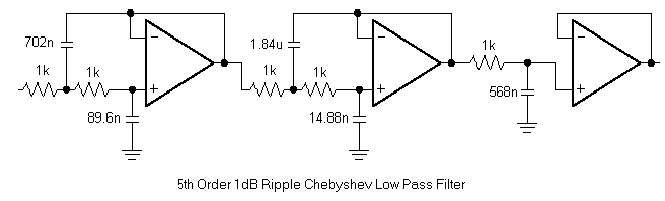 702n
1k
1k
89.6n
−
+
1.84u
1k
1k
14.88n
−
+
1k
568n
−
+
5th Order 1dB Ripple Chebyshev Low Pass Filter